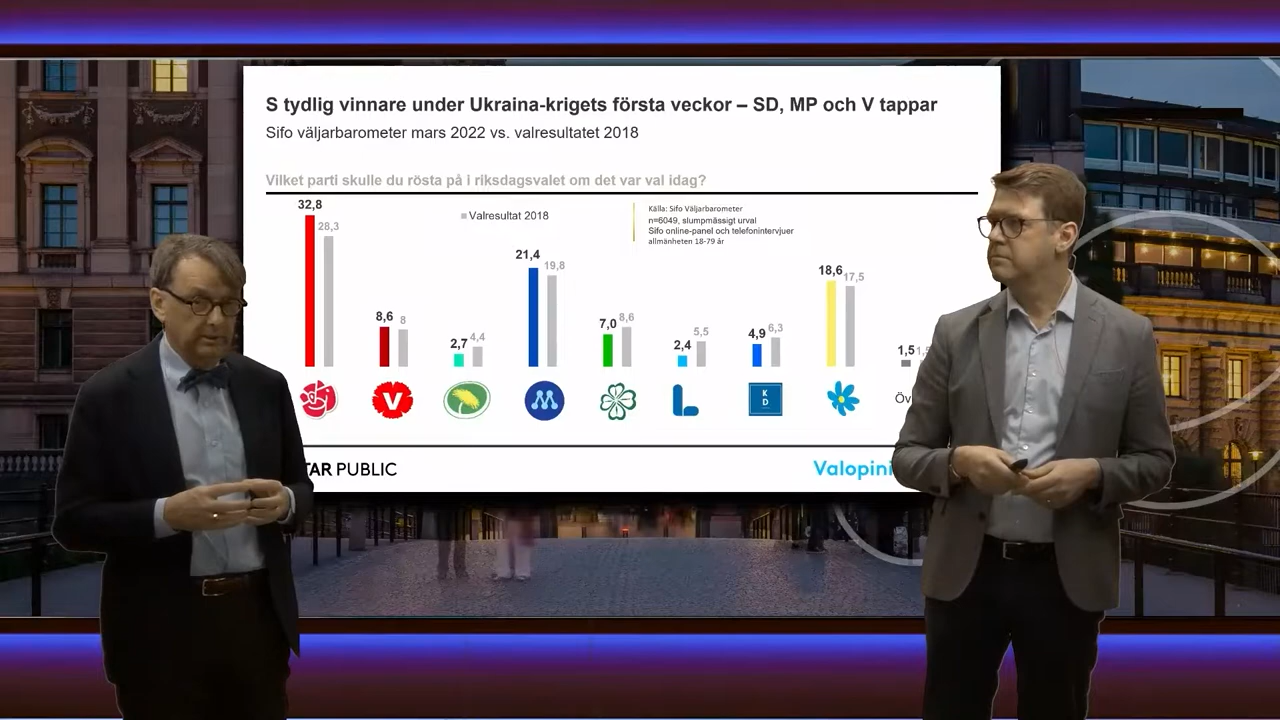 S tydlig vinnare under Ukraina-krigets första veckor – SD, MP och V tappar
Sifo väljarbarometer mars 2022 vs. valresultatet 2018
Vilket parti skulle du rösta på i riksdagsvalet om det var val idag?
Valresultat 2018
Källa: Sifo Väljarbarometer
n=6049, slumpmässigt urval
Sifo online-panel och telefonintervjuer
allmänheten 18-79 år
32,8 28,3
8,6 8
2,7 4,4
21,4 19,8
7,0 8,6
2,4 5,5
4,9 6,3
18,6 17,5
1,5
V
M
L
K
D
PUBLIC